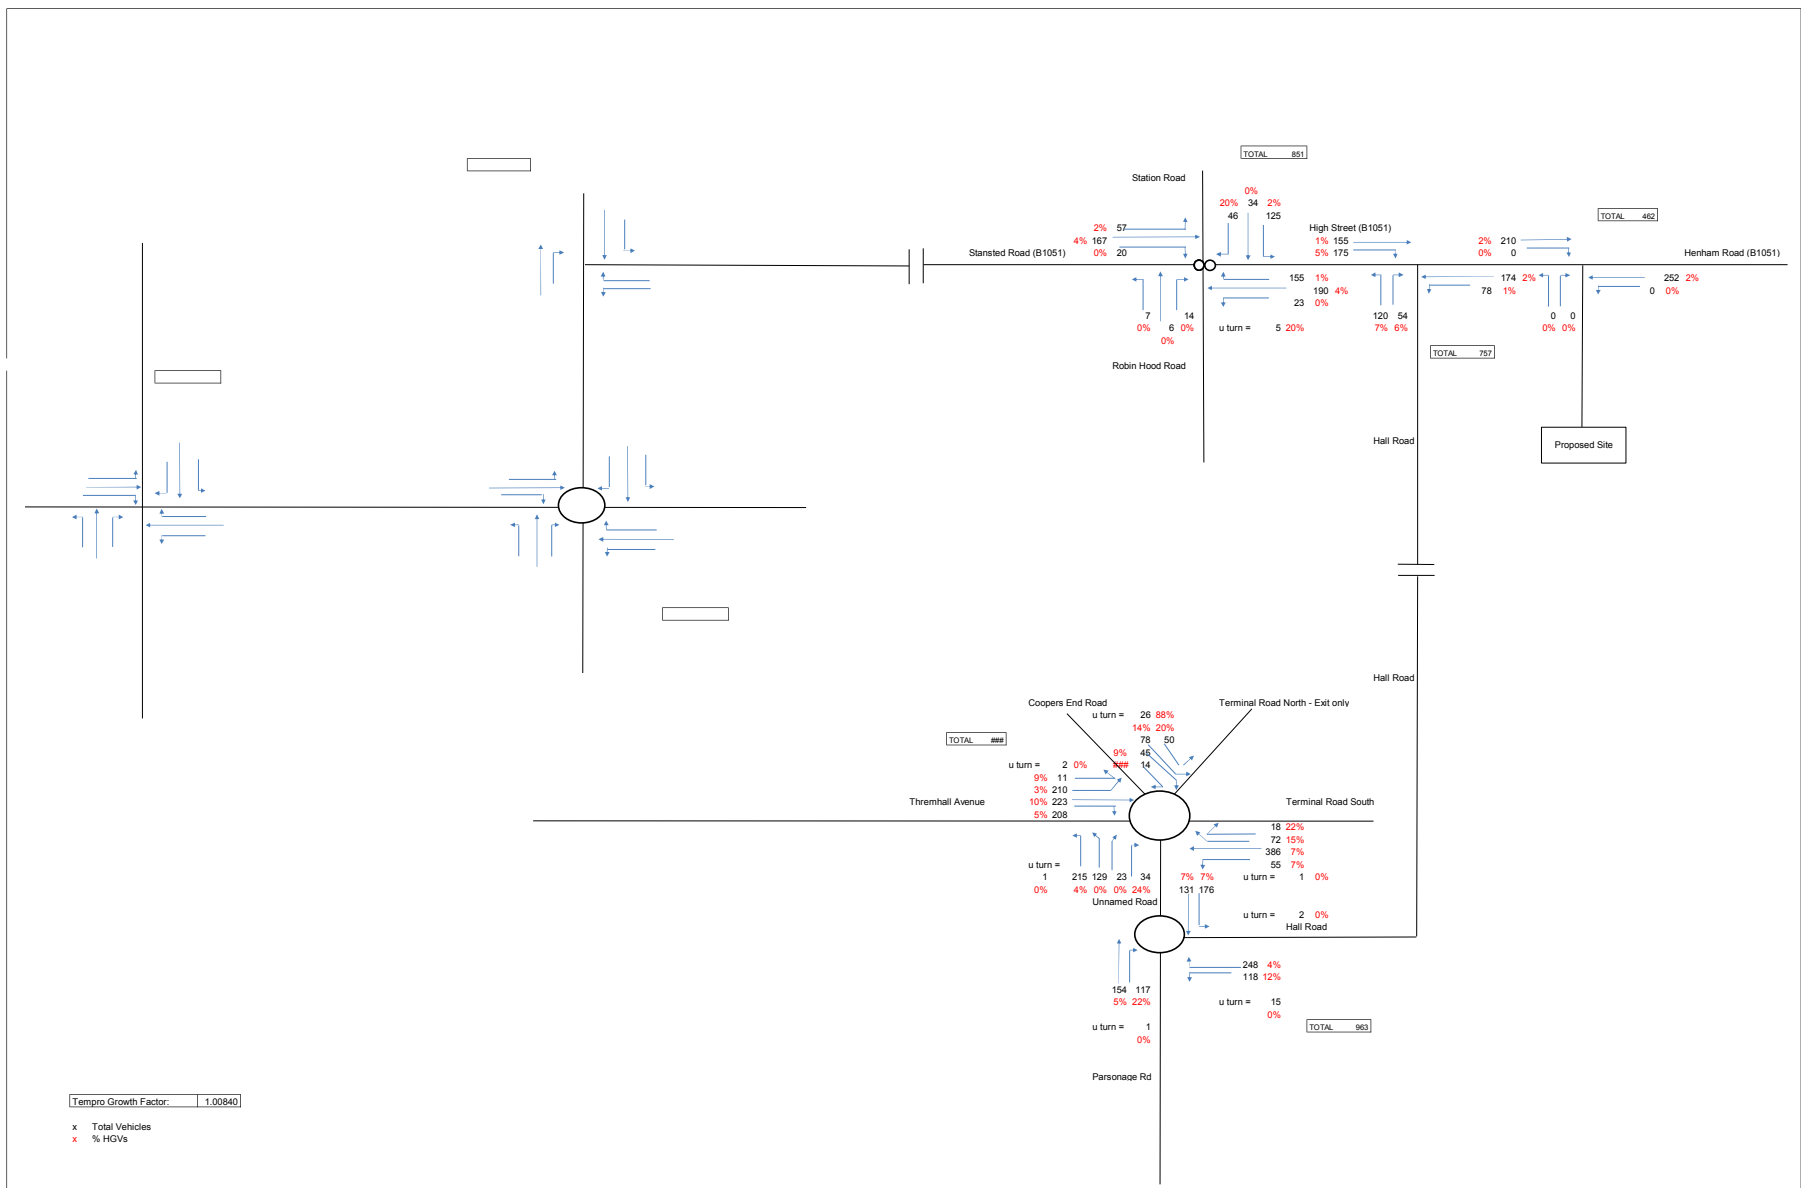 TOTAL 851
Station Road
0%
20% 34 2%
46 125
TOTAL 462
2% 57
High Street (B1051)
4% 167
1% 155
2% 210
Stansted Road (B1051)
0% 20
5% 175
0% 0
Henham Road (B1051)
155 1%
174 2%
252 2%
190 4%
78 1%
0 0%
23 0%
7 14
120 54
0 0
0% 6 0%
u turn = 5 20%
7% 6%
0% 0%
0%
TOTAL 757
Robin Hood Road
Hall Road
Proposed Site
Hall Road
Coopers End Road
Terminal Road North - Exit only
u turn = 26 88%
14% 20%
TOTAL ###
78 50
9% 45
u turn = 2 0%
### 14
9% 11
3% 210
Thremhall Avenue
10% 223
Terminal Road South
5% 208
18 22%
72 15%
386 7%
u turn =
55 7%
1 215 129 23 34
7% 7%
u turn = 1 0%
0% 4% 0% 0% 24%
131 176
Unnamed Road
u turn = 2 0%
Hall Road
248 4%
118 12%
154 117
5% 22%
u turn = 15
0%
u turn = 1
TOTAL 963
0%
Parsonage Rd
Tempro Growth Factor: 1.00840
x Total Vehicles
x % HGVs